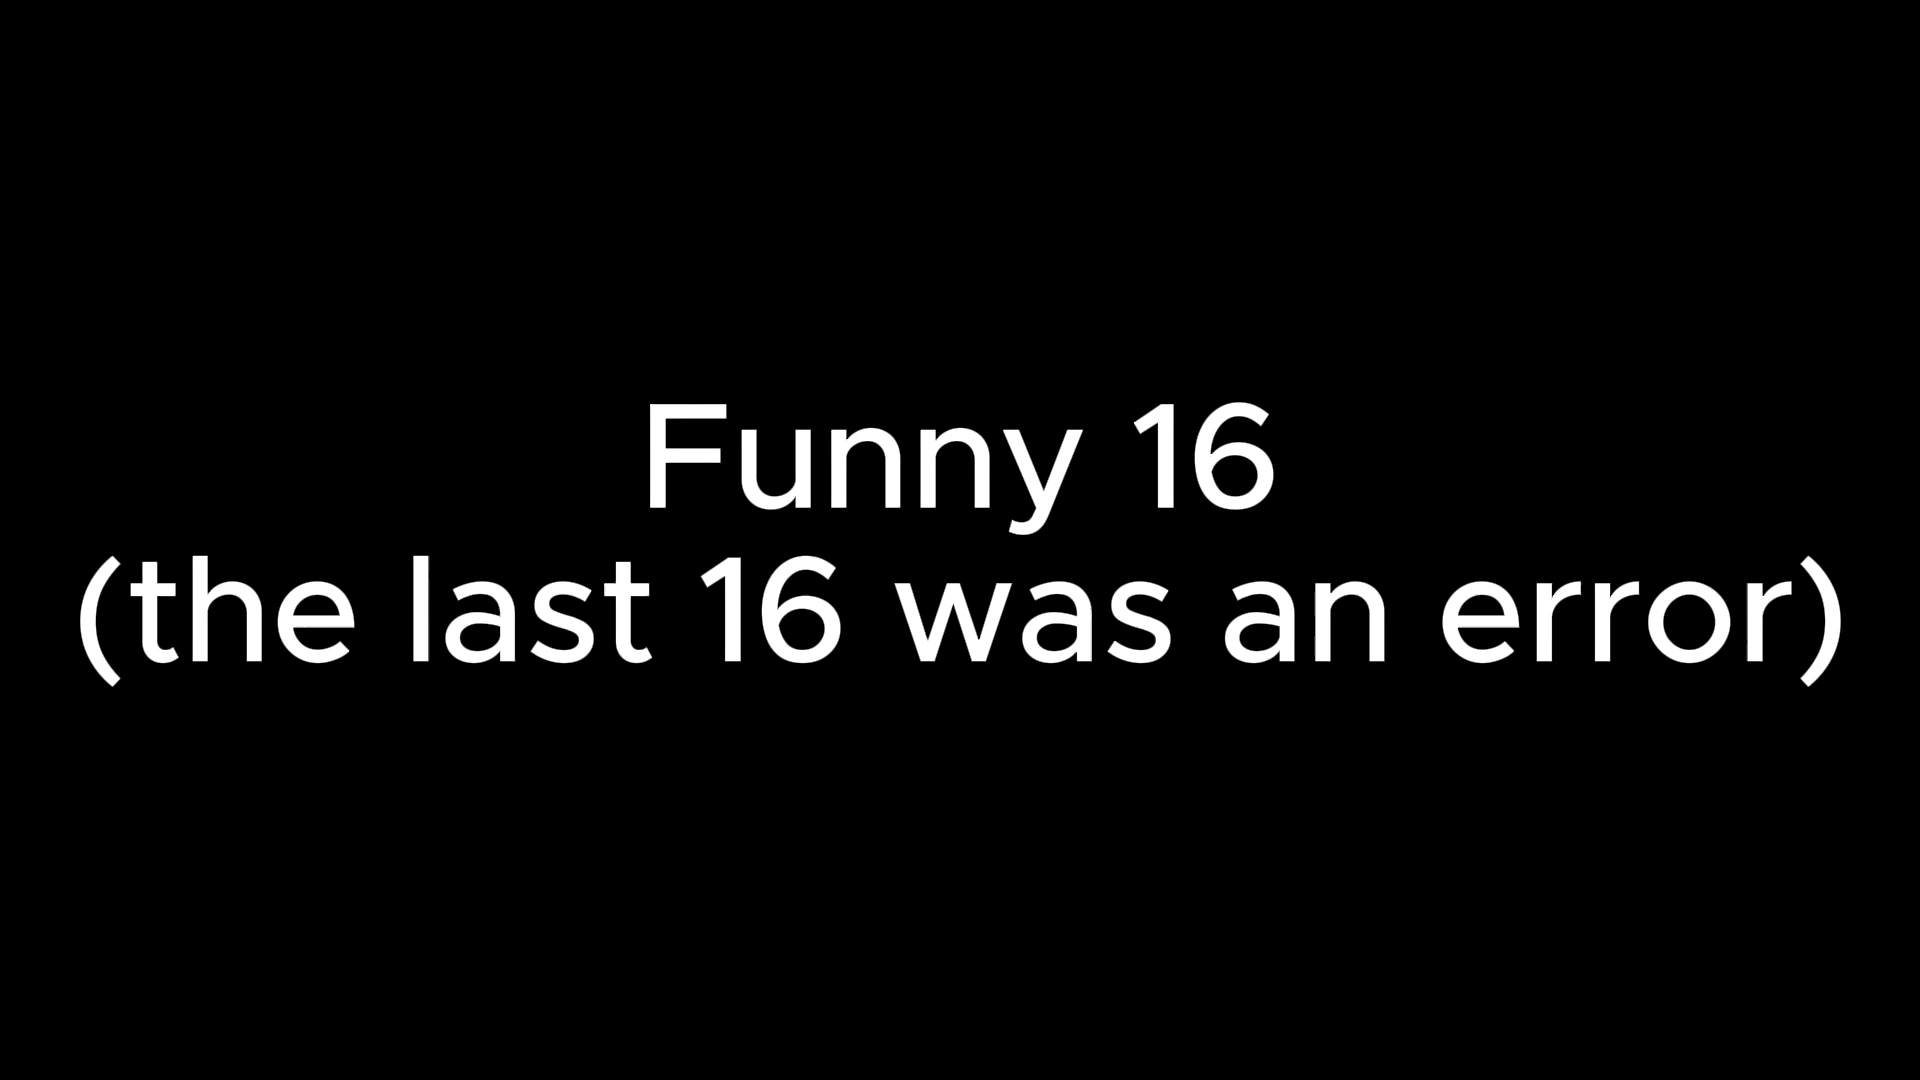 Funny 16
(the last 16 was an error)